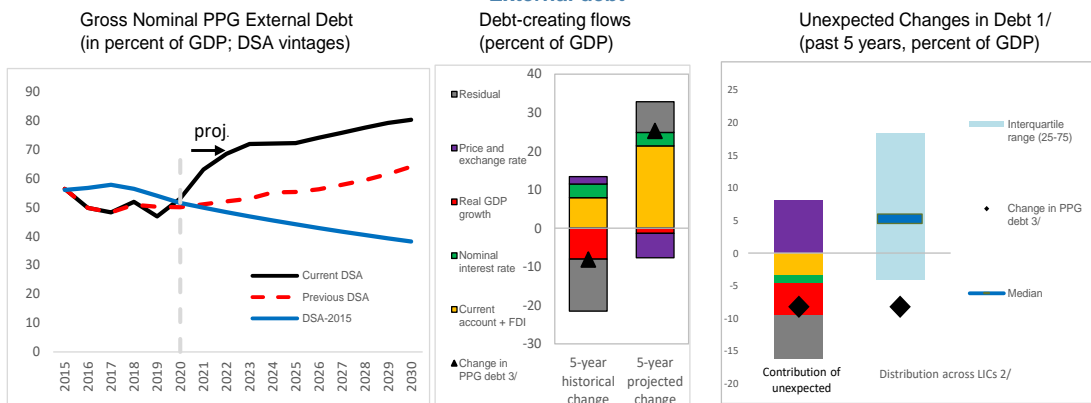 External debt
Gross Nominal PPG External Debt
(in percent of GDP; DSA vintages)
90
80
70
60
50
40
30
20
10
0
proj.
Current DSA
Previous DSA
DSA-2015
2015
2016
2017
2018
2019
2020
2021
2022
2023
2024
2025
2026
2027
2028
2029
2030
Debt-creating flows
(percent of GDP)
Residual
Price and
exchange rate
Real GDP
growth
Nominal
interest rate
Current
account + FDI
Change in
PPG debt 3/
40
30
20
10
0
-10
-20
-30
5-year
historical
change
5-year
projected
change
Unexpected Changes in Debt 1/
(past 5 years, percent of GDP)
25
20
15
10
5
0
-5
-10
-15
-20
Interquartile
range (25-75)
Change in PPG
debt 3/
Median
Contribution of
unexpected
Distribution across LICs 2/